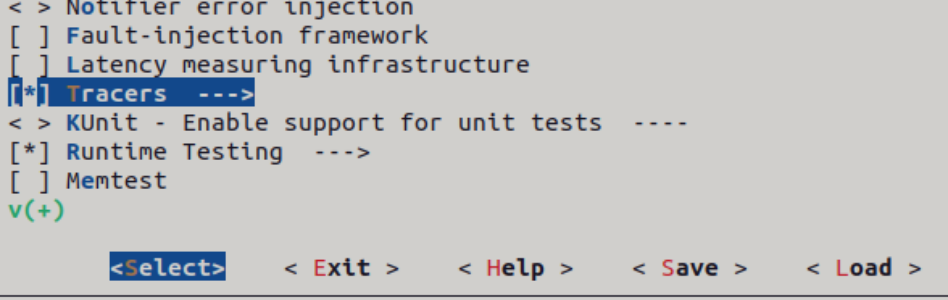 < > Notifier error injection
[ ] Fault-injection framework
[ ] Latency measuring infrastructure
[*] Tracers  --->
< > KUnit - Enable support for unit tests  ----
[*] Runtime Testing  --->
[ ] Memtest
v(+)
<Select>    < Exit >    < Help >    < Save >    < Load >